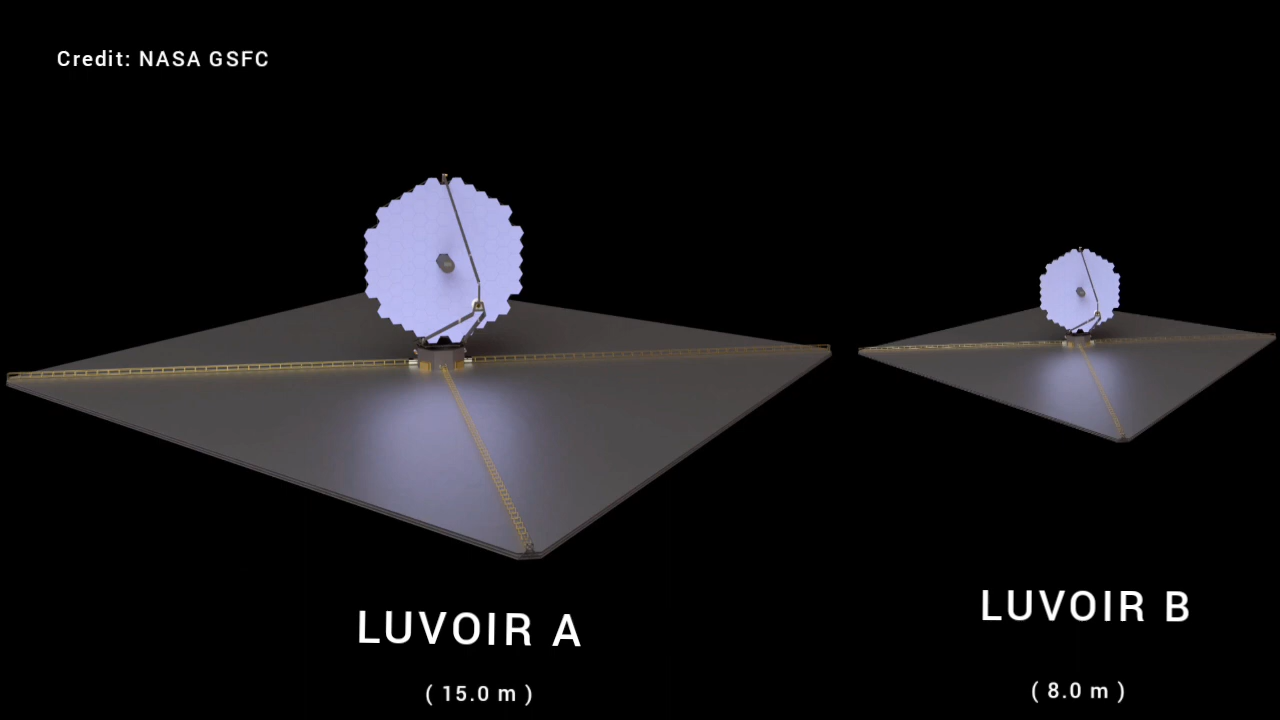 Credit: NASA GSFC
LUVOIR A
( 15.0 m )
LUVOIR B
( 8.0 m )